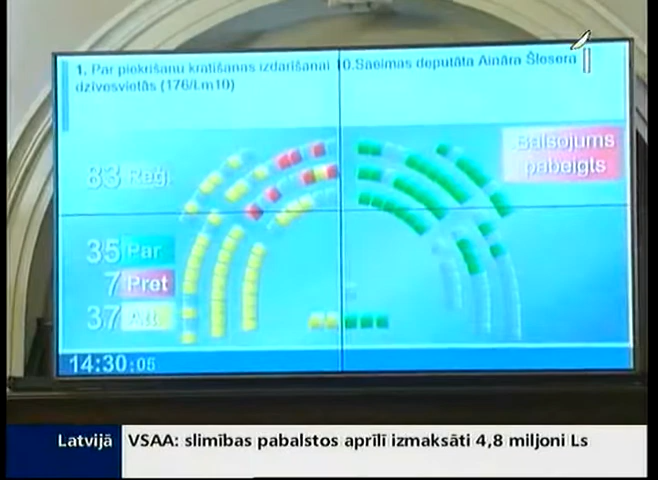 1. Par piekrišanu kratīšanas izdarīšanai 10.Saeimas deputāta Aināra Šlesera
dzīvesvietās (176/Lm10)
83 Reģ.
Balsojums
pabeigts
35 Par
7 Pret
37 Att.
14:30:05
Latvijā VSAA: slimības pabalstos aprīlī izmaksāti 4,8 miljoni Ls